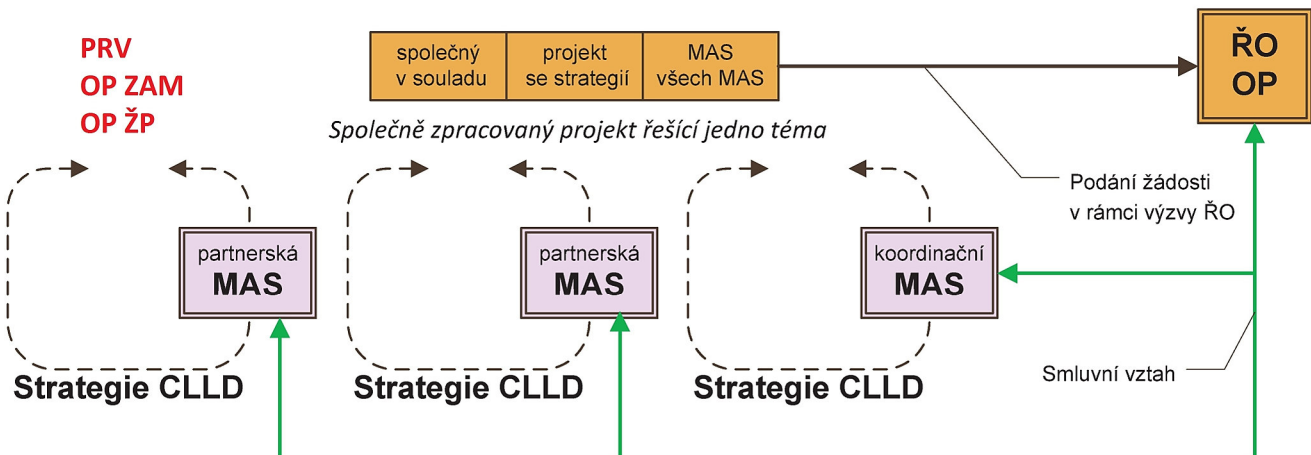 PRV
OP ZAM
OP ŽP
společný projekt MAS
v souladu se strategií všech MAS
ŘO
OP
Společně zpracovaný projekt řešící jedno téma
Podání žádosti
v rámci výzvy ŘO
partnerská
MAS
partnerská
MAS
koordinační
MAS
Strategie CLLD
Strategie CLLD
Strategie CLLD
Smluvní vztah